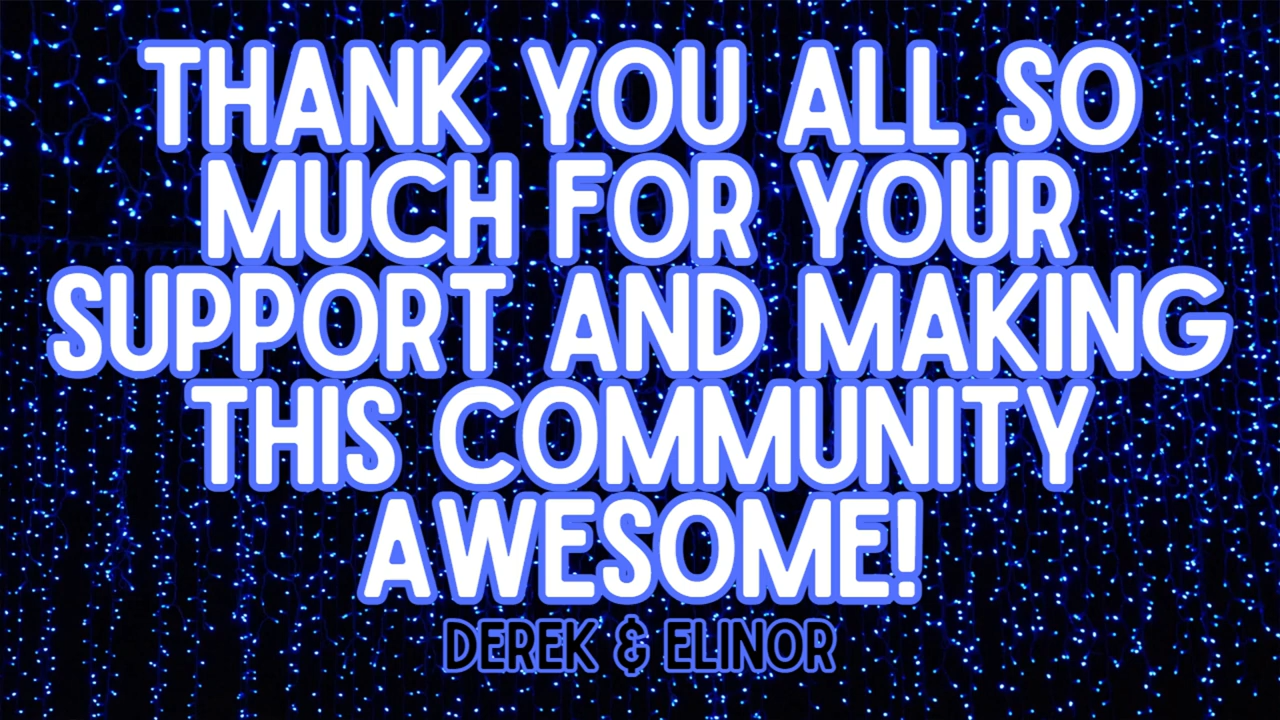 THANK YOU ALL SO
MUCH FOR YOUR
SUPPORT AND MAKING
THIS COMMUNITY
AWESOME!
DEREK & ELINOR